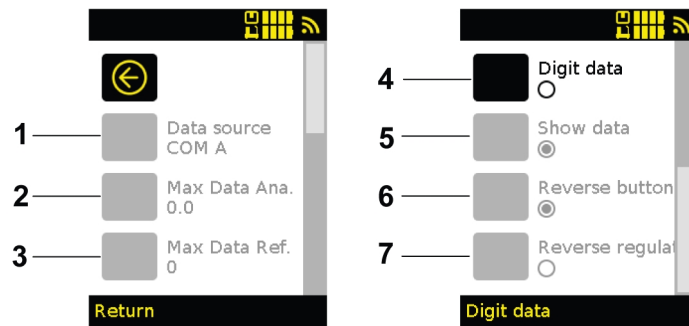 1
Data source
COM A
2
Max Data Ana.
0.0
3
Max Data Ref.
0
Return
4
Digit data
5
Show data
6
Reverse button
7
Reverse regulat
Digit data